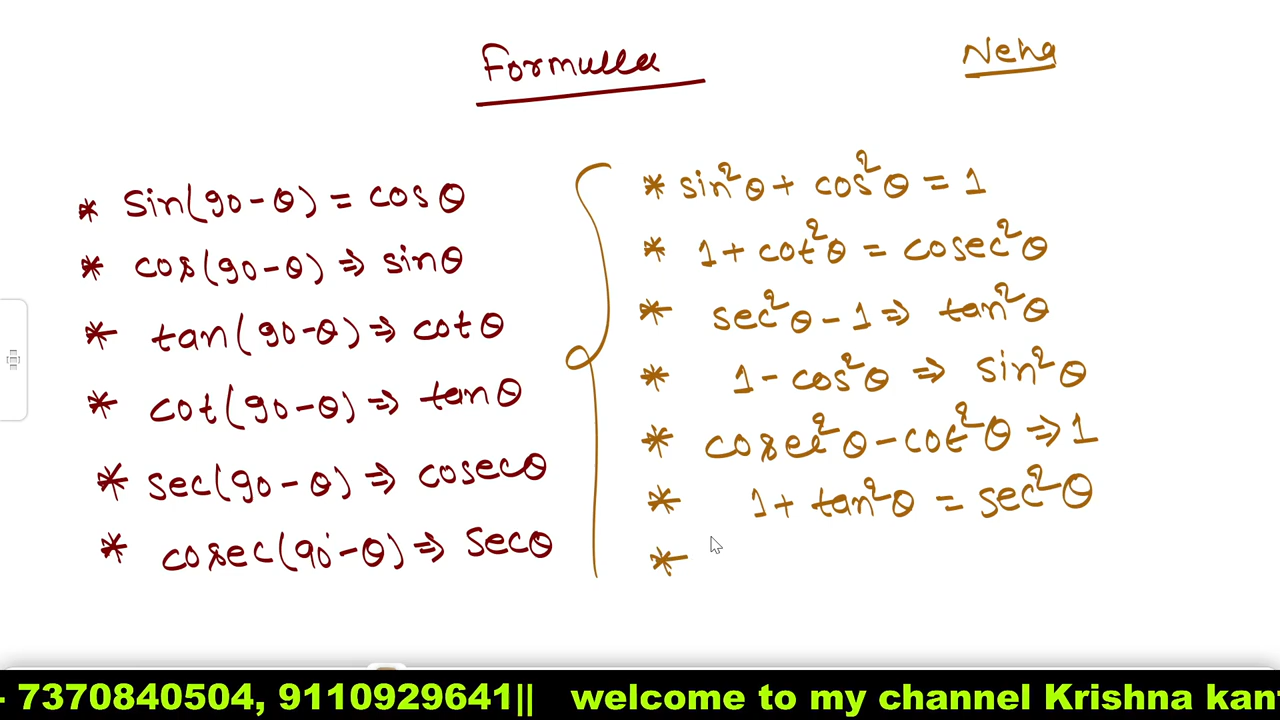 Formulla
Neha
* Sin(90-θ) = cosθ
* cos(90-θ) ⇒ sinθ
* tan(90-θ) ⇒ cotθ
* cot(90-θ) ⇒ tanθ
* sec(90-θ) ⇒ cosecθ
* cosec(90-θ) ⇒ secθ
* sin²θ + cos²θ = 1
* 1 + cot²θ = cosec²θ
* sec²θ - 1 ⇒ tan²θ
* 1 - cos²θ ⇒ sin²θ
* cosec²θ - cot²θ ⇒ 1
* 1 + tan²θ = sec²θ
*
- 7370840504, 9110929641|| welcome to my channel Krishna kan